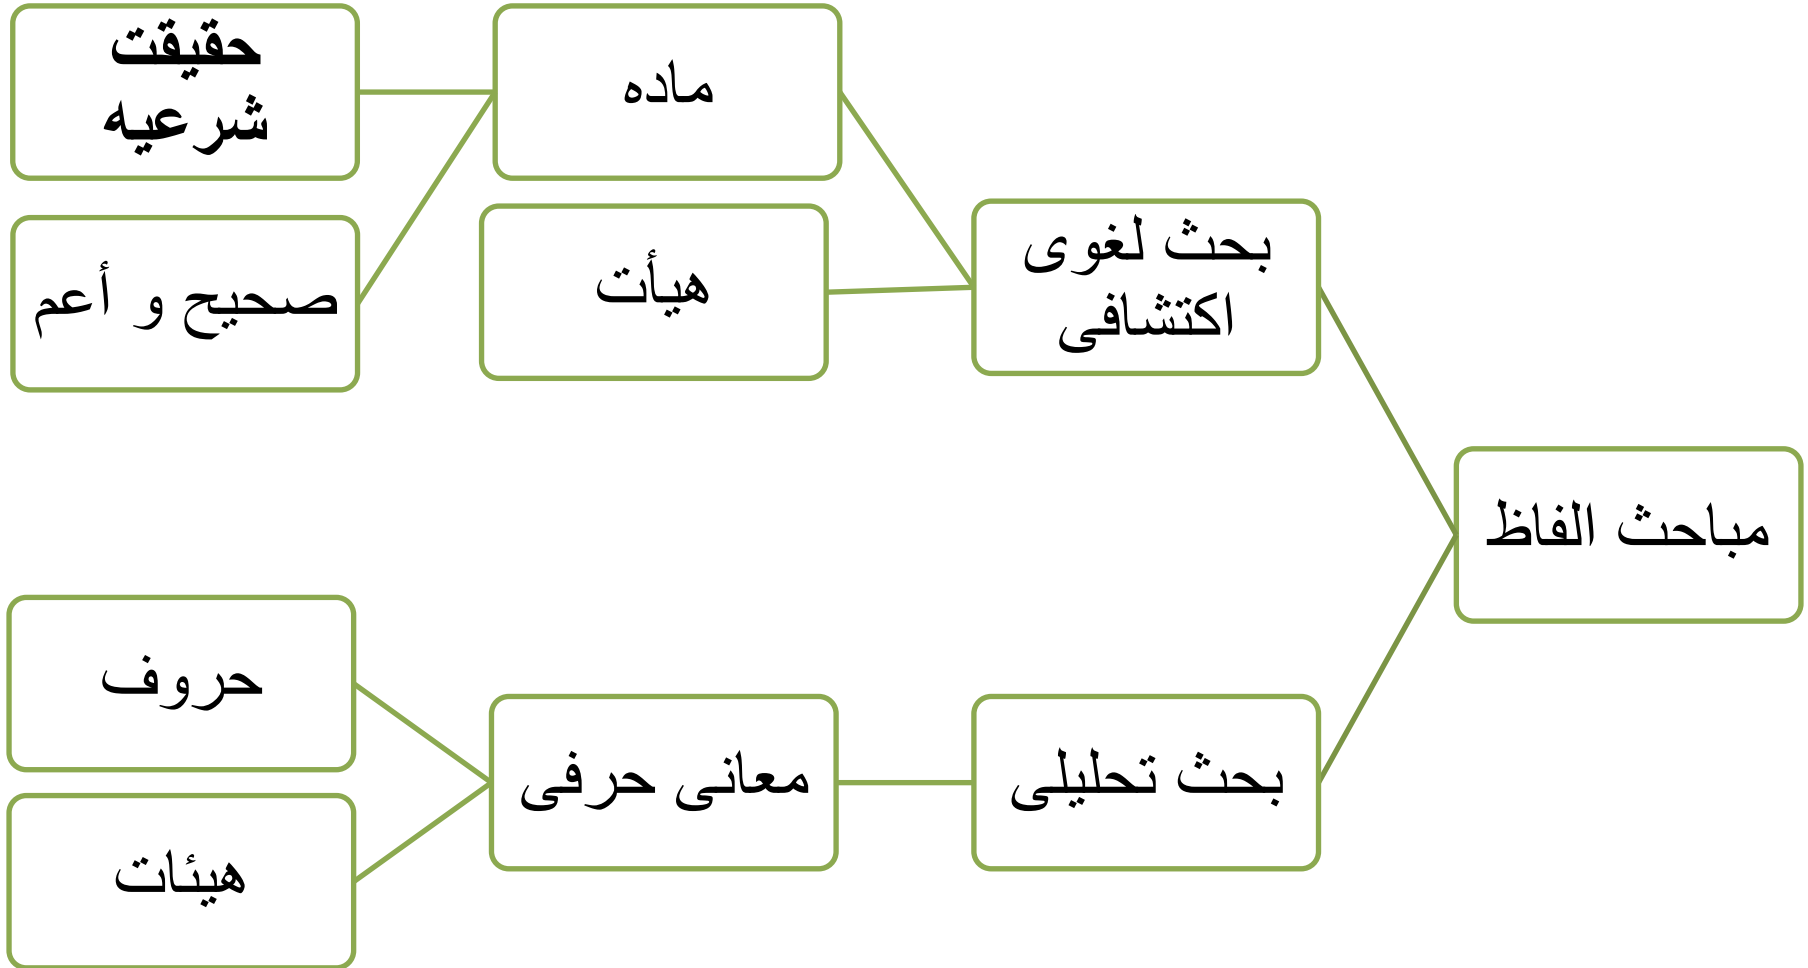 مباحث الفاظ
بحث لغوی
اکتشافی
ماده
حقیقت
شرعیه
صحیح و أعم
هیأت
بحث تحلیلی
معانی حرفی
حروف
هیئات